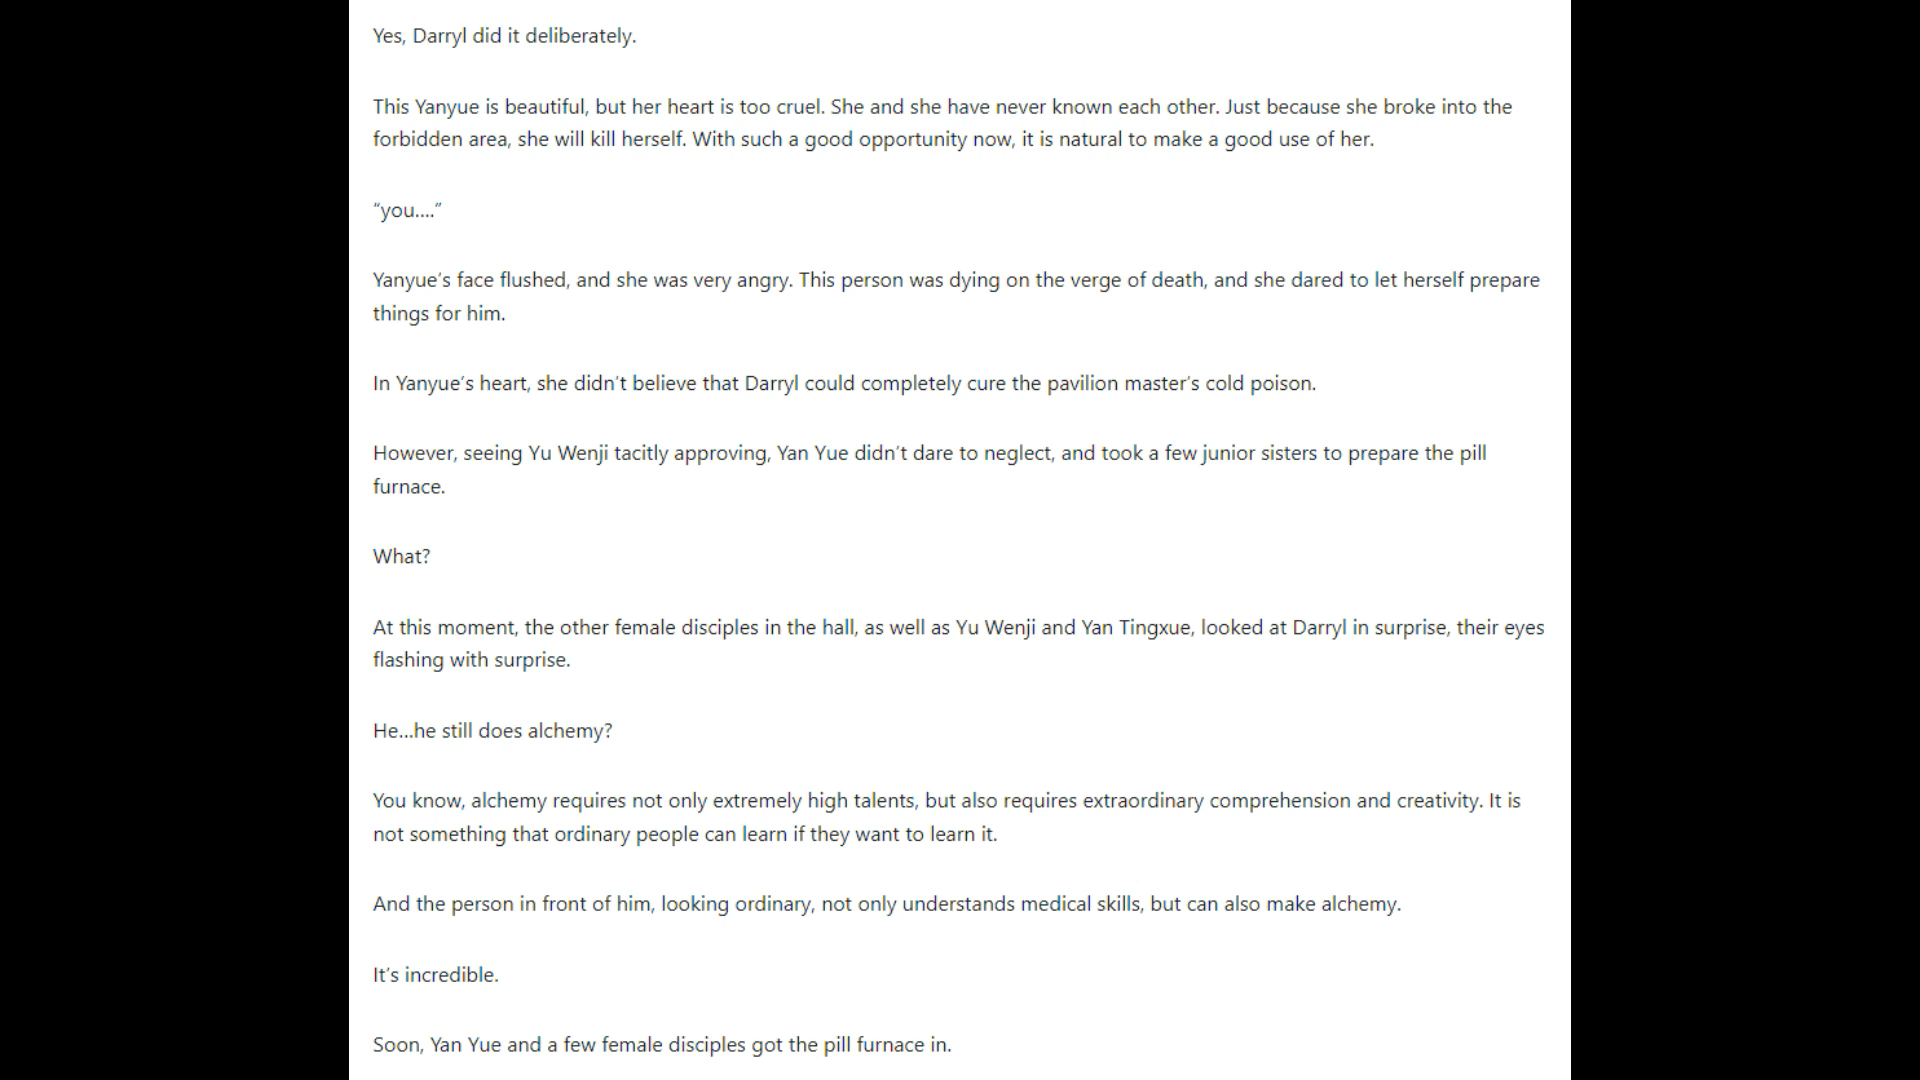 Yes, Darryl did it deliberately.
This Yanyue is beautiful, but her heart is too cruel. She and she have never known each other. Just because she broke into the
forbidden area, she will kill herself. With such a good opportunity now, it is natural to make a good use of her.
“you....”
Yanyue’s face flushed, and she was very angry. This person was dying on the verge of death, and she dared to let herself prepare
things for him.
In Yanyue’s heart, she didn’t believe that Darryl could completely cure the pavilion master’s cold poison.
However, seeing Yu Wenji tacitly approving, Yan Yue didn’t dare to neglect, and took a few junior sisters to prepare the pill
furnace.
What?
At this moment, the other female disciples in the hall, as well as Yu Wenji and Yan Tingxue, looked at Darryl in surprise, their eyes
flashing with surprise.
He...he still does alchemy?
You know, alchemy requires not only extremely high talents, but also requires extraordinary comprehension and creativity. It is
not something that ordinary people can learn if they want to learn it.
And the person in front of him, looking ordinary, not only understands medical skills, but can also make alchemy.
It’s incredible.
Soon, Yan Yue and a few female disciples got the pill furnace in.